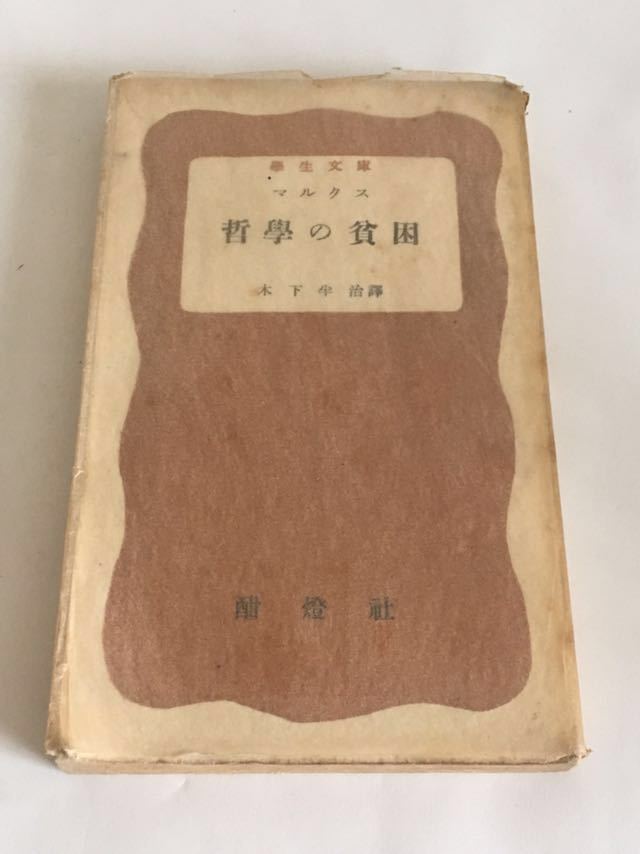 學生文庫
マルクス
哲學の貧困
木下半治譯
酣燈社